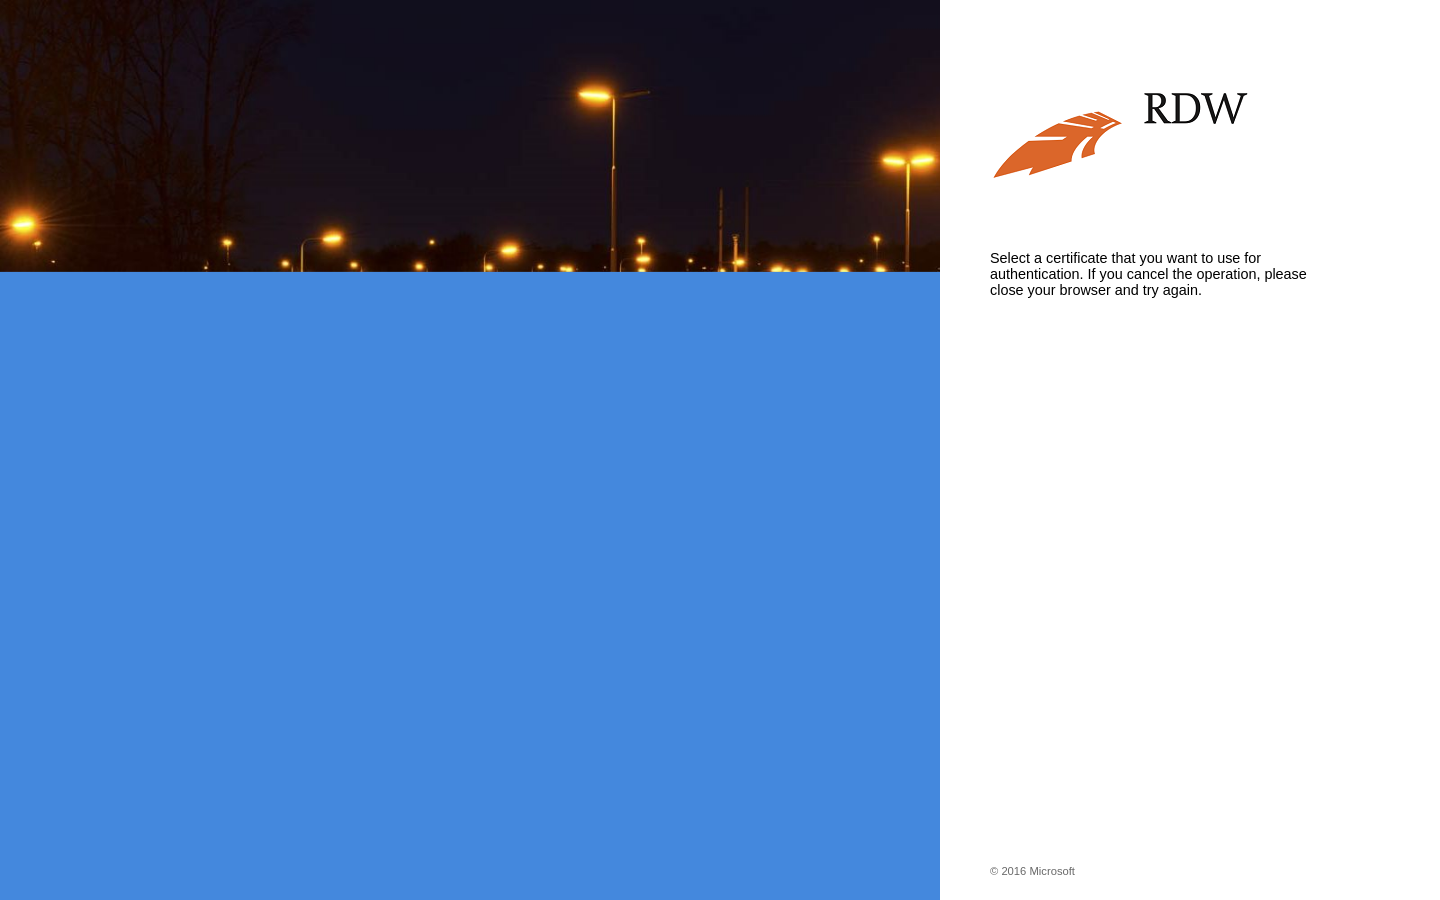 RDW
Select a certificate that you want to use for
authentication. If you cancel the operation, please
close your browser and try again.
© 2016 Microsoft